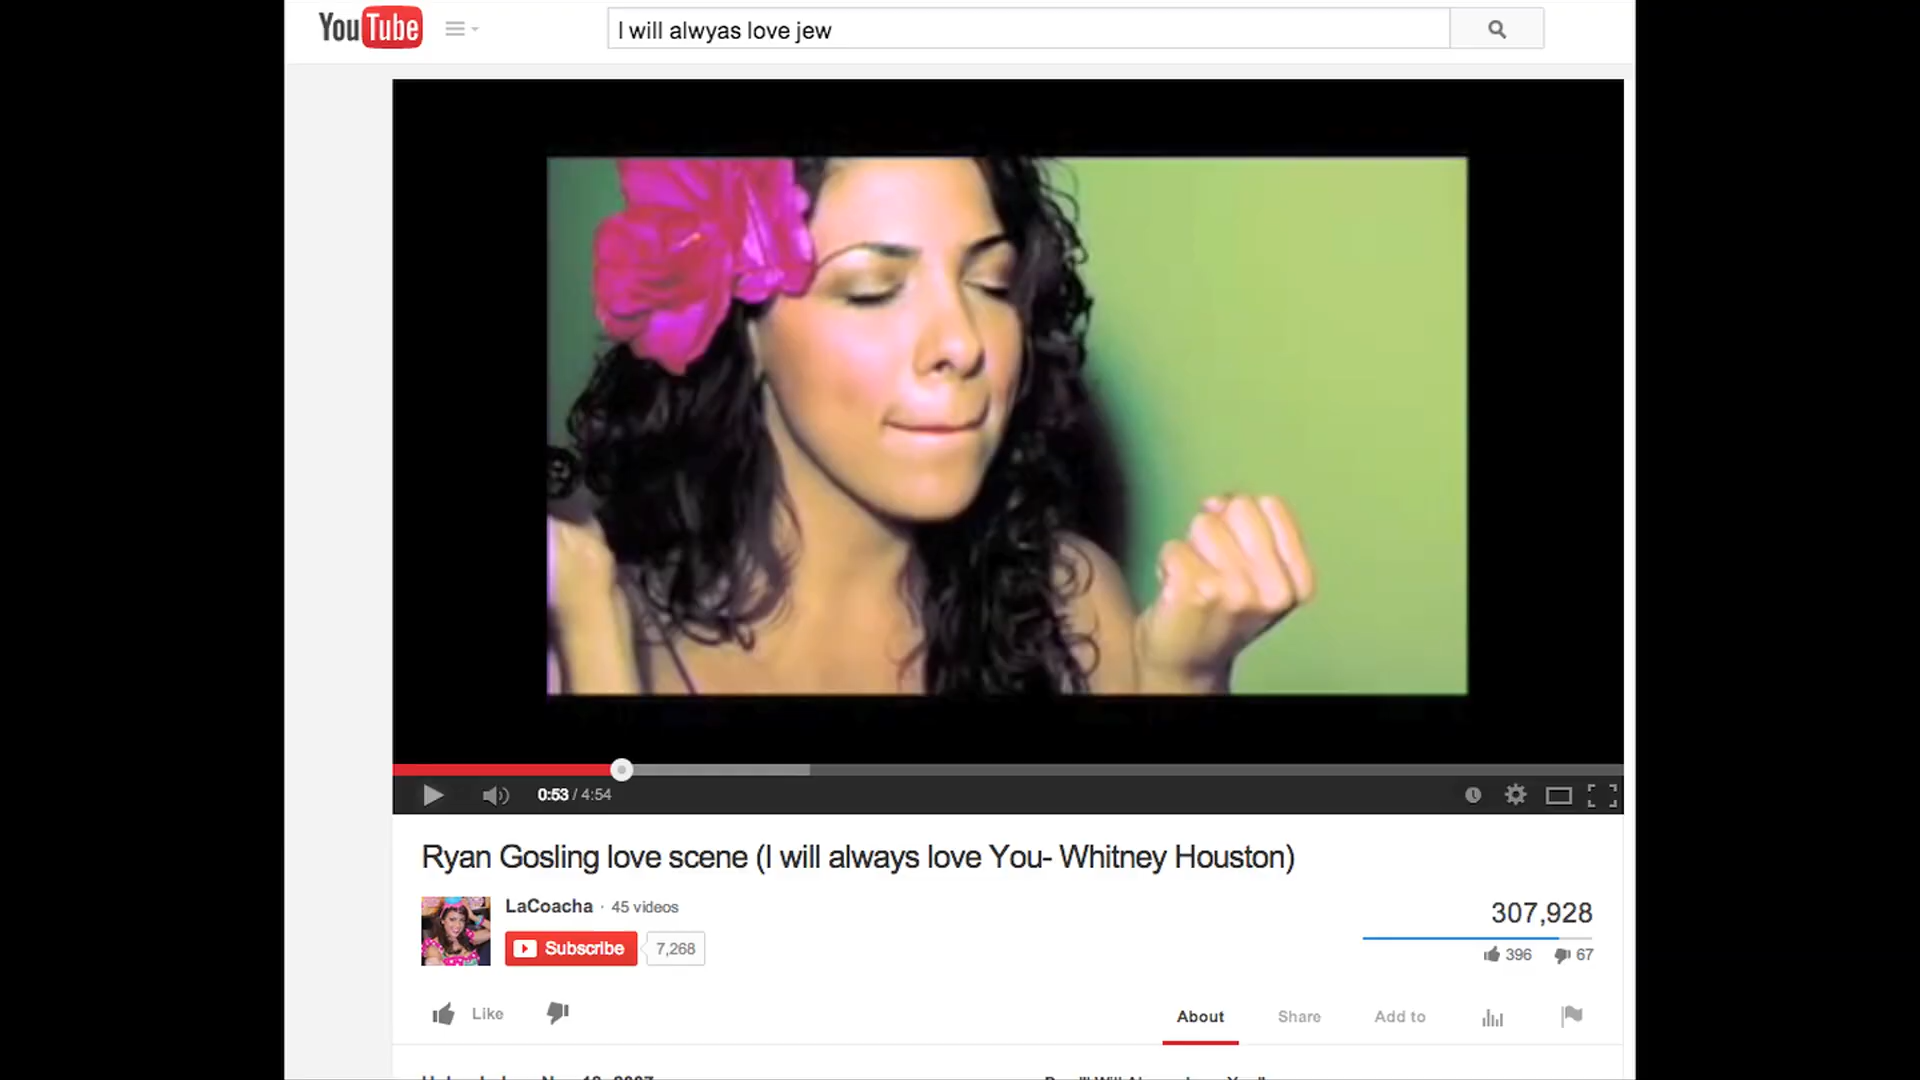 YouTube
I will alwyas love jew
0:53 / 4:54
Ryan Gosling love scene (I will always love You- Whitney Houston)
LaCoacha · 45 videos
307,928
Subscribe 7,268
396 67
Like
About Share Add to